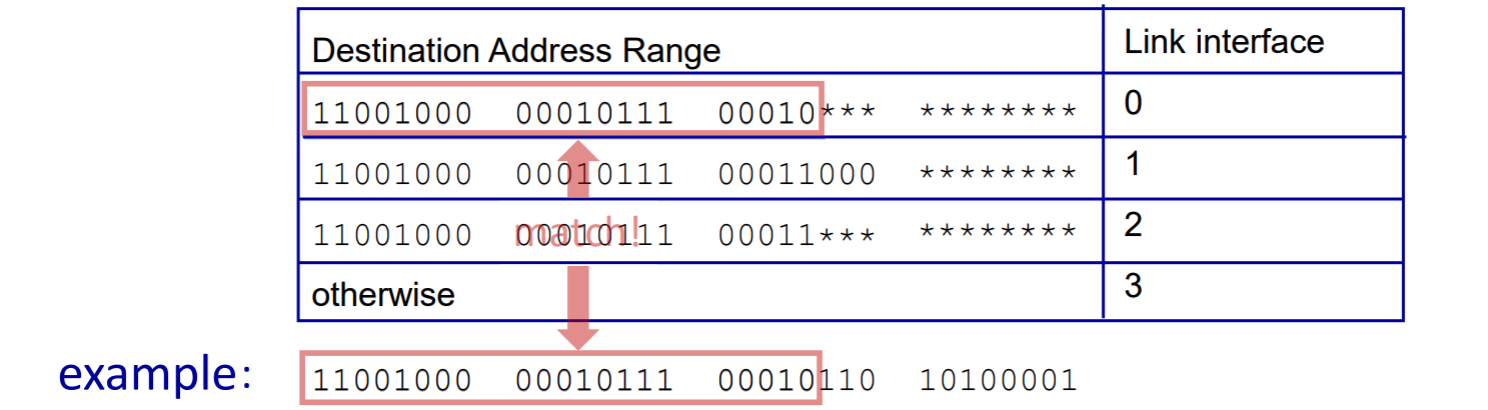 Destination Address Range Link interface
11001000 00010111 00010*** ******** 0
11001000 00010111 00011000 ******** 1
match!
11001000 00010111 00011*** ******** 2
otherwise 3
example: 11001000 00010111 00010110 10100001